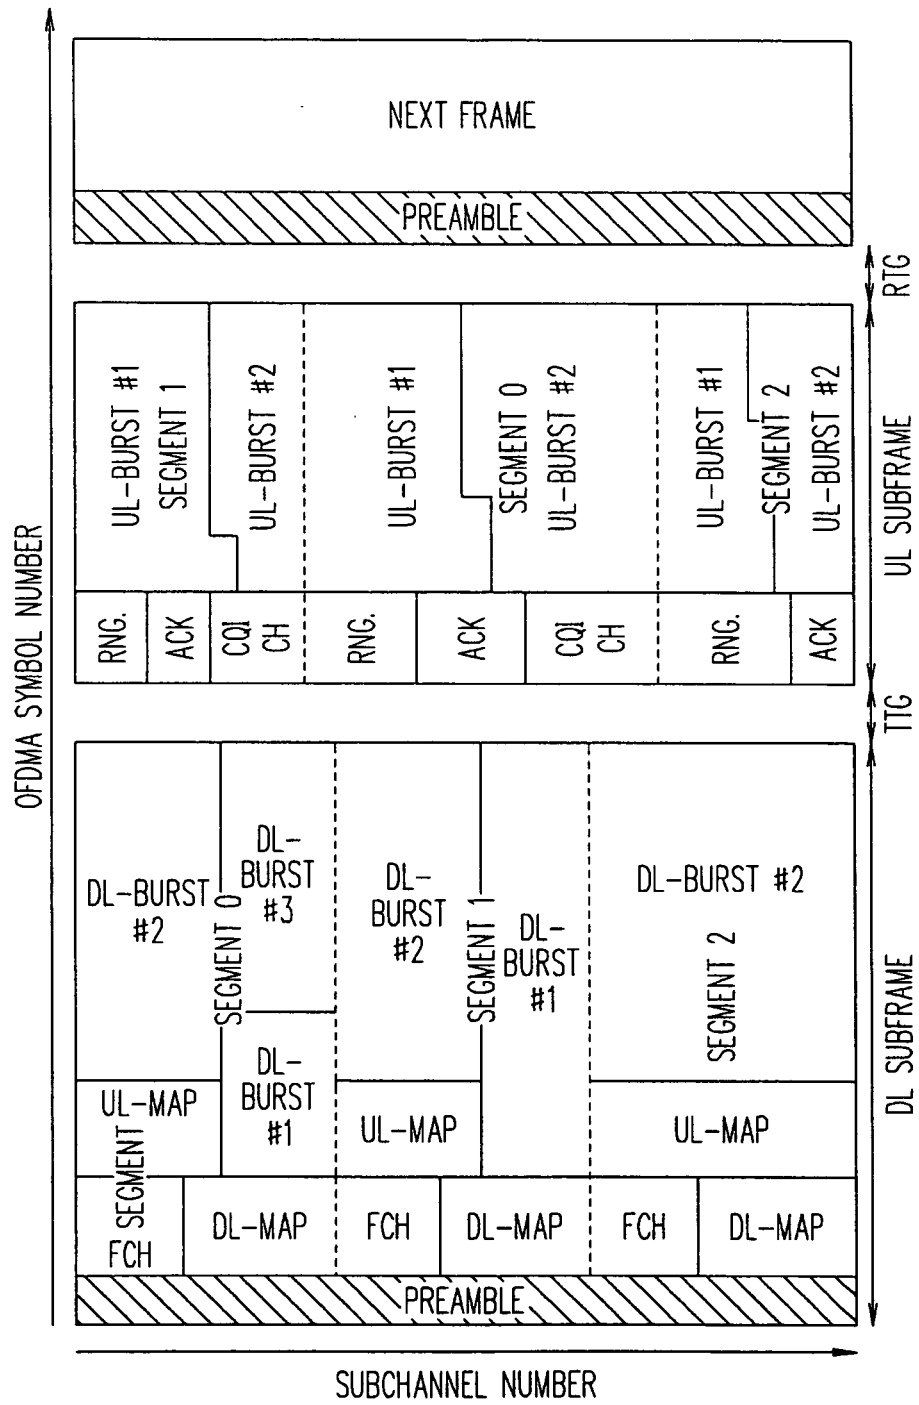 NEXT FRAME
PREAMBLE
RTG
UL-BURST #1
SEGMENT 1
UL-BURST #2
UL-BURST #1
SEGMENT 0
UL-BURST #2
UL-BURST #1
SEGMENT 2
UL-BURST #2
UL SUBFRAME
RNG.
ACK
CQI
CH
RNG.
ACK
CQI
CH
RNG.
ACK
TTG
OFDMA SYMBOL NUMBER
DL-BURST
#2
SEGMENT 0
DL-
BURST
#3
DL-
BURST
#2
SEGMENT 1
DL-
BURST
#1
DL-BURST #2
SEGMENT 2
DL SUBFRAME
DL-
BURST
#1
UL-MAP
UL-MAP
UL-MAP
SEGMENT
FCH
DL-MAP
FCH
DL-MAP
FCH
DL-MAP
PREAMBLE
SUBCHANNEL NUMBER